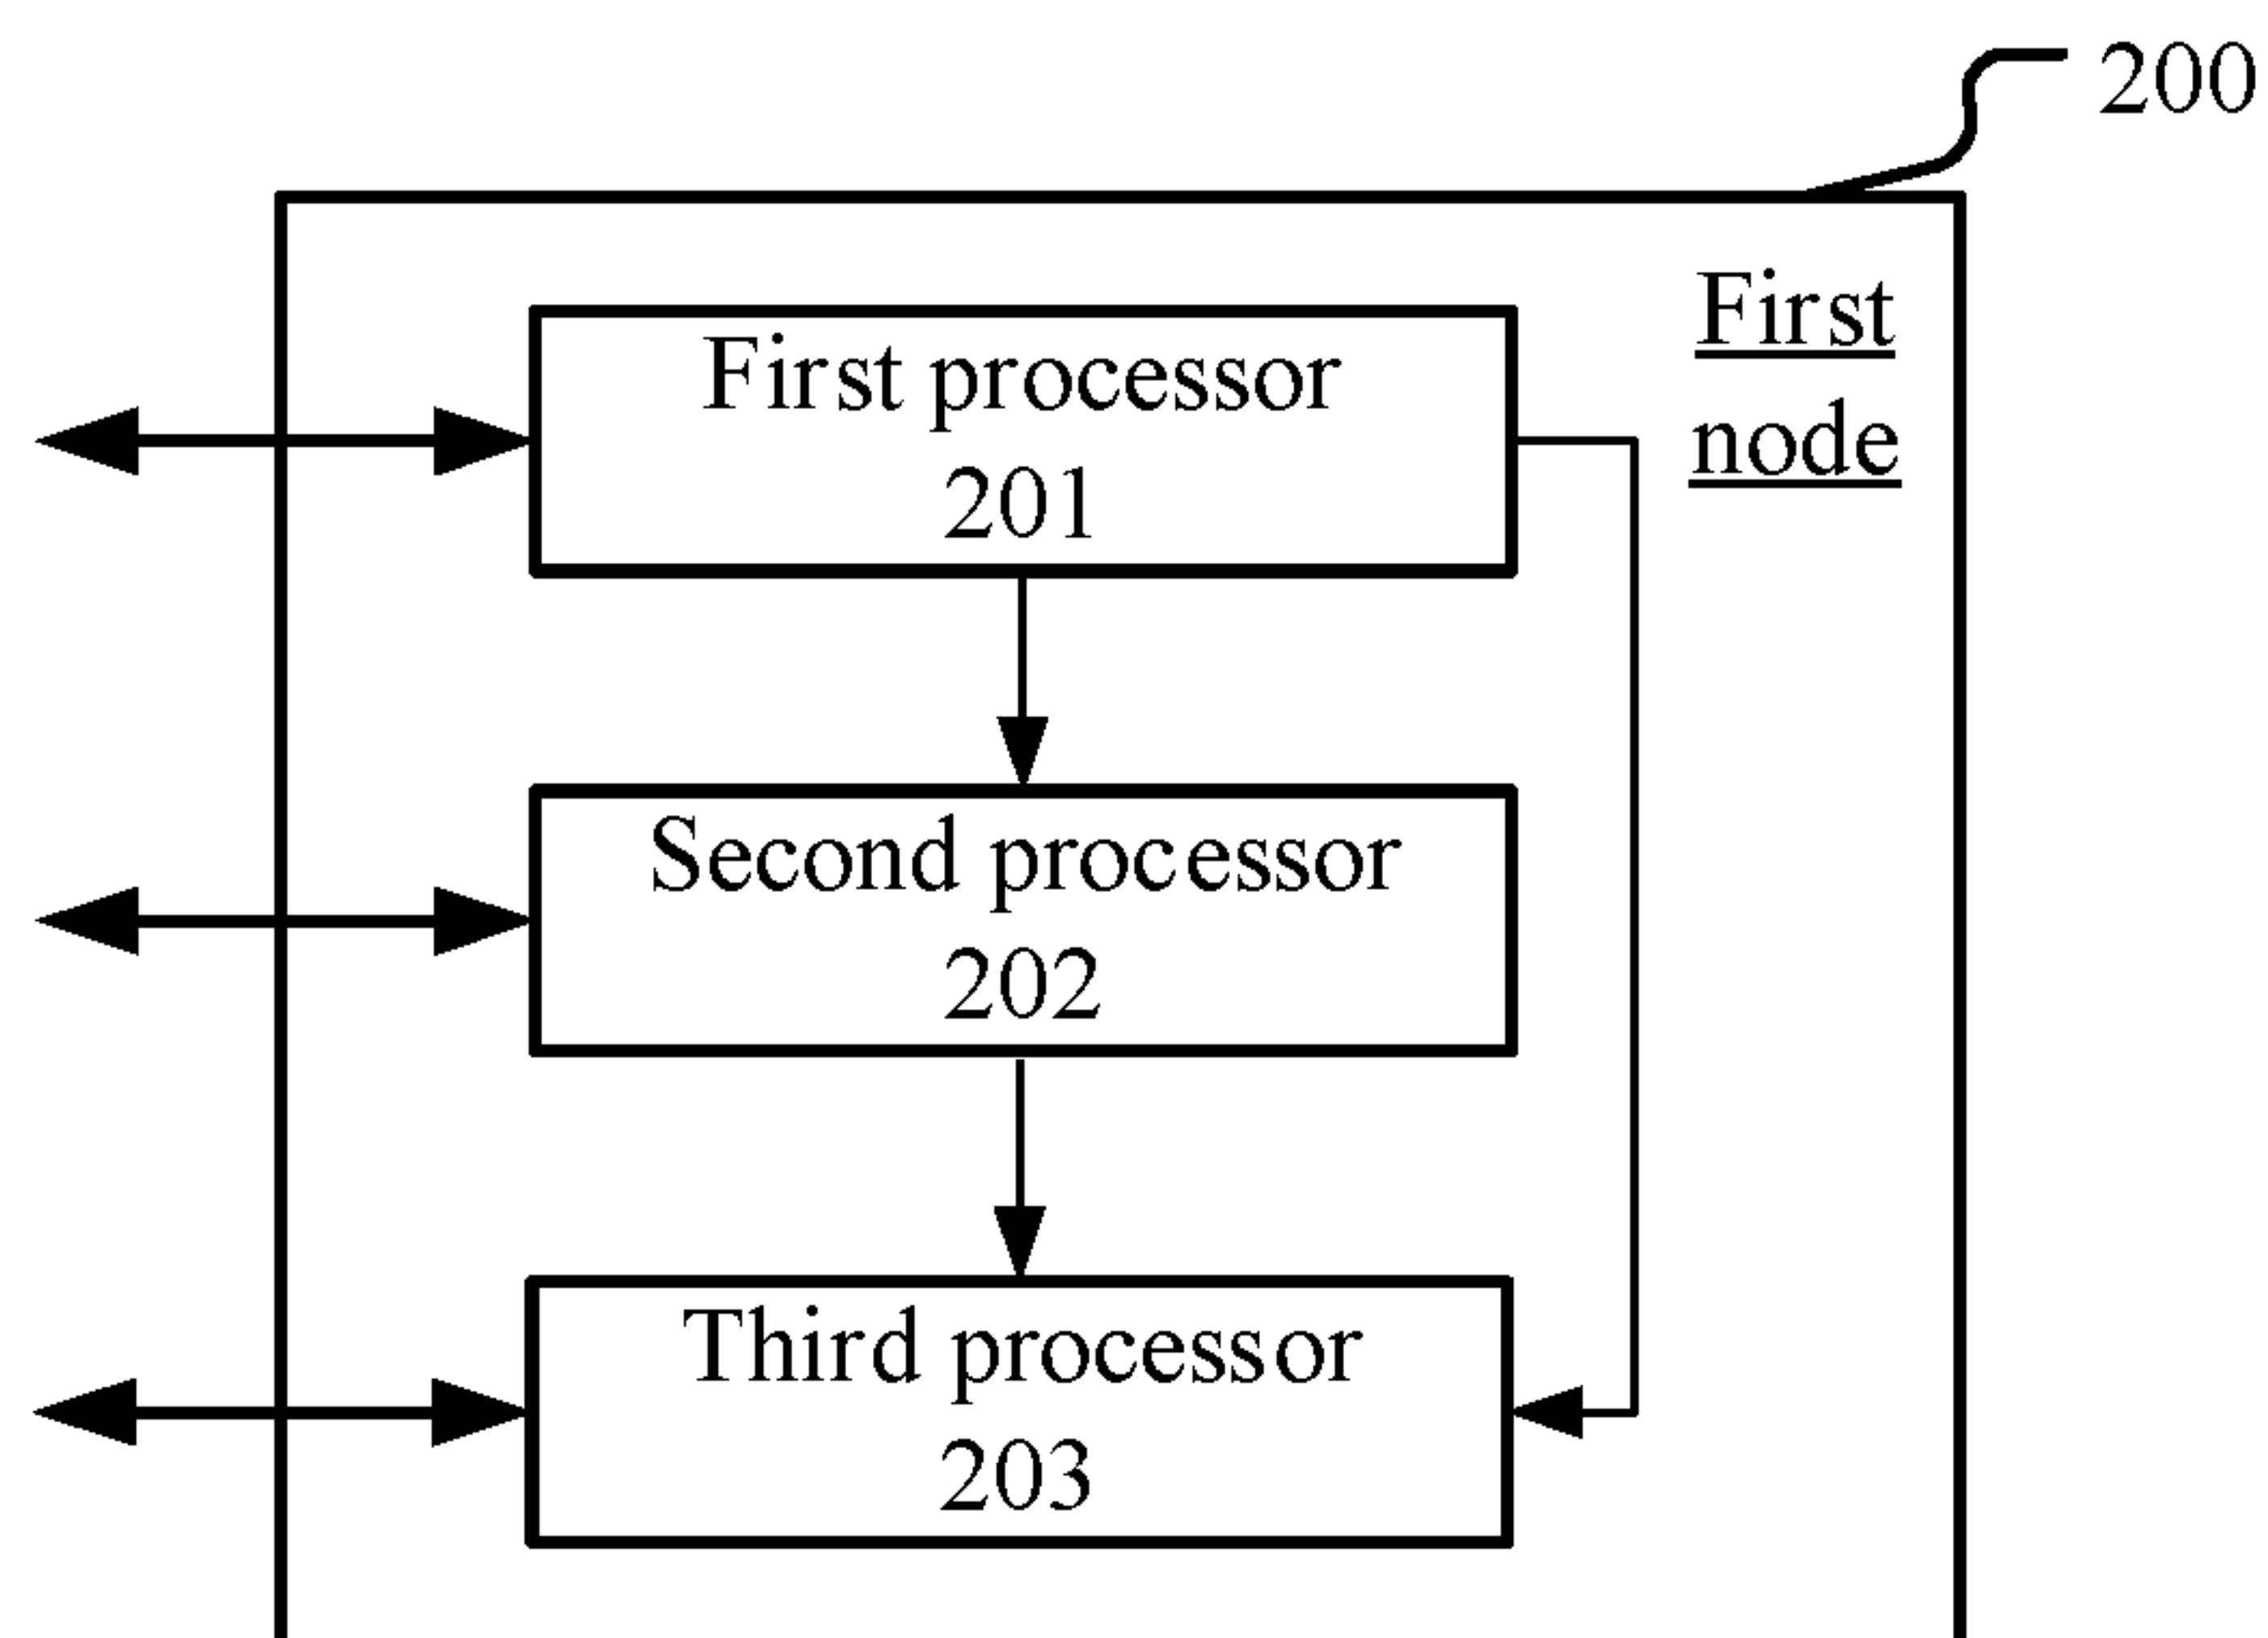 200
First
node
First processor
201
Second processor
202
Third processor
203